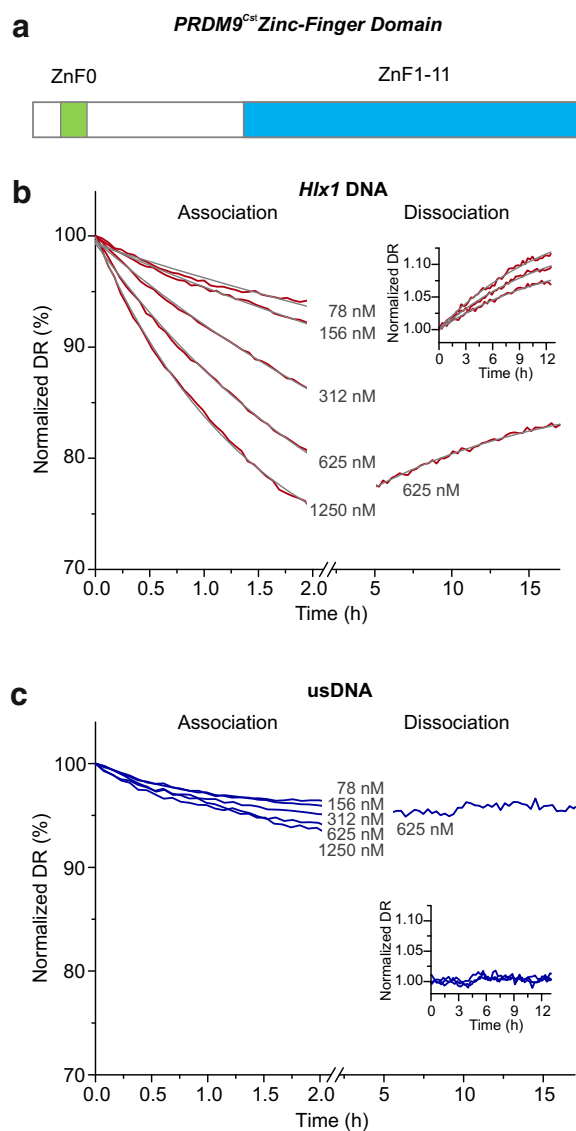 a
PRDM9^Cst Zinc-Finger Domain
ZnF0
ZnF1-11
b
Hlx1 DNA
Association
Dissociation
Normalized DR (%)
100
90
80
70
78 nM
156 nM
312 nM
625 nM
1250 nM
625 nM
Normalized DR
1.10
1.05
1.00
0 3 6 9 12
Time (h)
0.0 0.5 1.0 1.5 2.0 5 10 15
Time (h)
c
usDNA
Association
Dissociation
Normalized DR (%)
100
90
80
70
78 nM
156 nM
312 nM
625 nM
1250 nM
625 nM
Normalized DR
1.10
1.05
1.00
0 3 6 9 12
Time (h)
0.0 0.5 1.0 1.5 2.0 5 10 15
Time (h)